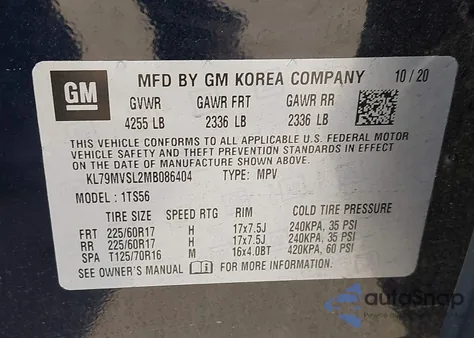 GM
MFD BY GM KOREA COMPANY 10/20
GVWR GAWR FRT GAWR RR
4255 LB 2336 LB 2336 LB
THIS VEHICLE CONFORMS TO ALL APPLICABLE U.S. FEDERAL MOTOR
VEHICLE SAFETY AND THEFT PREVENTION STANDARDS IN EFFECT ON
THE DATE OF MANUFACTURE SHOWN ABOVE.
KL79MVSL2MB086404 TYPE: MPV
MODEL : 1TS56
TIRE SIZE SPEED RTG RIM COLD TIRE PRESSURE
FRT 225/60R17 H 17x7.5J 240KPA, 35 PSI
RR 225/60R17 H 17x7.5J 240KPA, 35 PSI
SPA T125/70R16 M 16x4.0BT 420KPA, 60 PSI
SEE OWNER'S MANUAL i FOR MORE INFORMATION.
autoSnap